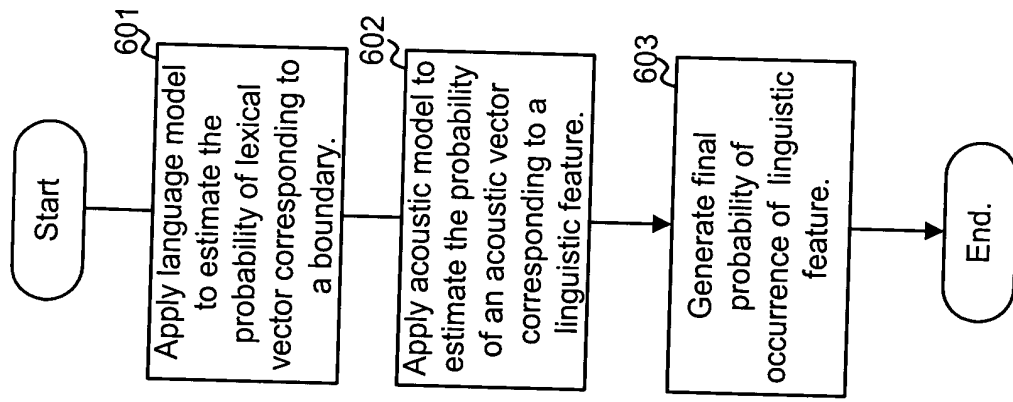 Start
601
Apply language model
to estimate the
probability of lexical
vector corresponding to
a boundary.
602
Apply acoustic model to
estimate the probability
of an acoustic vector
corresponding to a
linguistic feature.
603
Generate final
probability of
occurrence of linguistic
feature.
End.